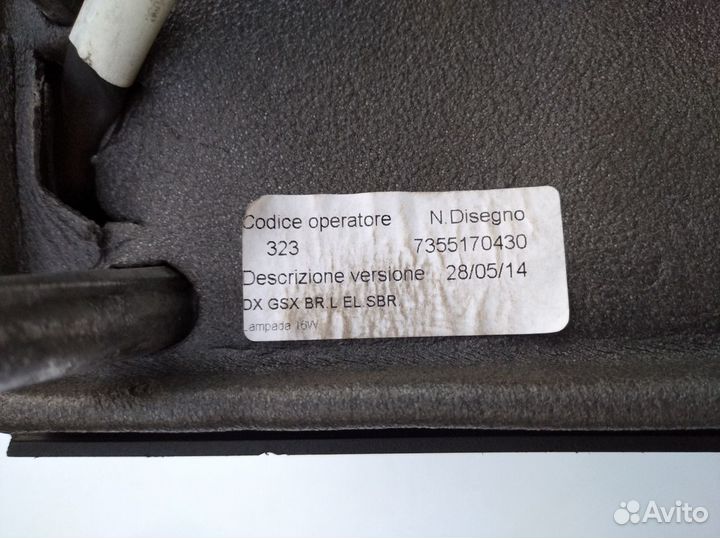 Codice operatore N.Disegno
323 7355170430
Descrizione versione 28/05/14
DX GSX BR.L EL SBR
Lampada 16W
Avito